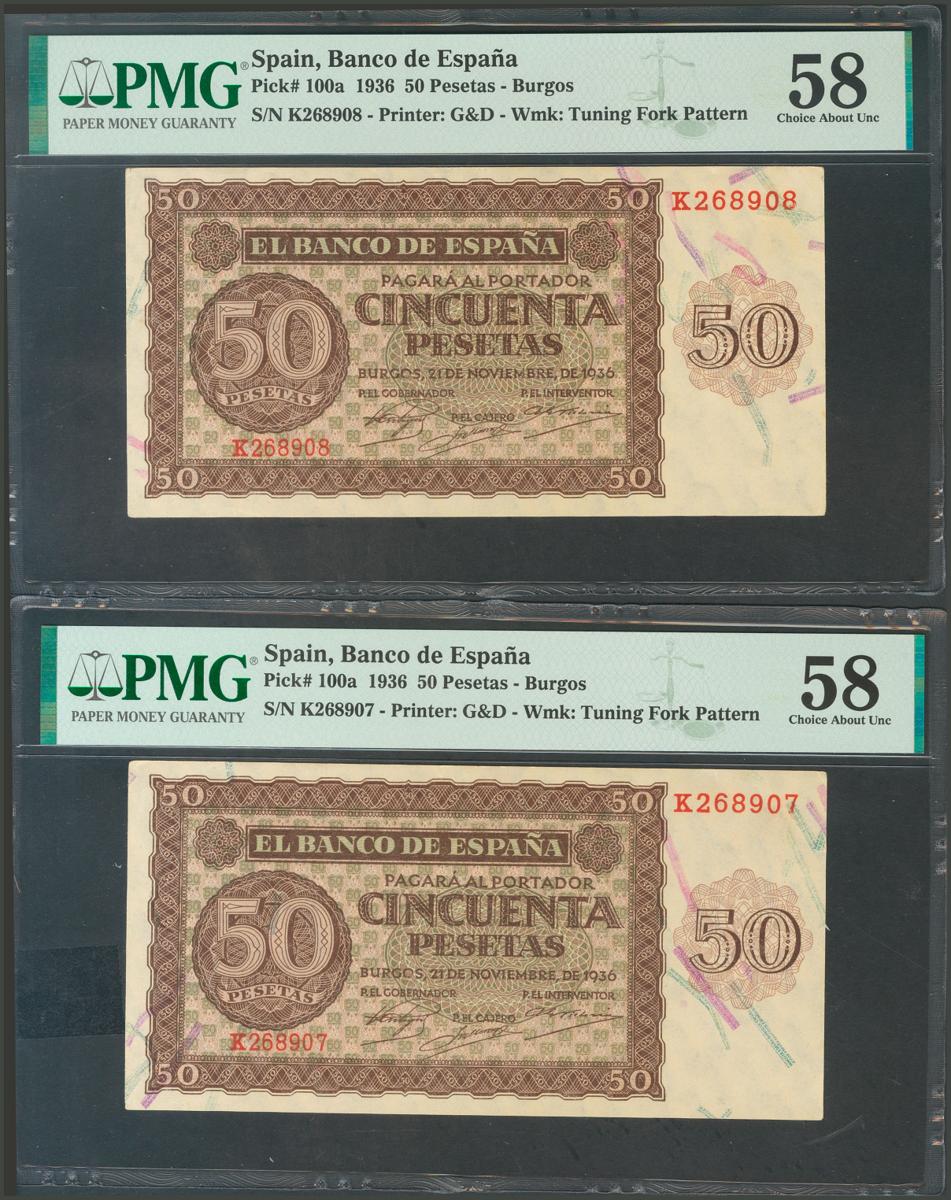 PMG®
PAPER MONEY GUARANTY
Spain, Banco de España
Pick# 100a 1936 50 Pesetas - Burgos
S/N K268908 - Printer: G&D - Wmk: Tuning Fork Pattern
58
Choice About Unc
50
50
K268908
EL BANCO DE ESPAÑA
PAGARÁ AL PORTADOR
CINCUENTA
PESETAS
50
PESETAS
50
BURGOS, 21 DE NOVIEMBRE, DE 1936
P.EL GOBERNADOR
P.EL INTERVENTOR
P.EL CAJERO
K268908
50
50
PMG®
PAPER MONEY GUARANTY
Spain, Banco de España
Pick# 100a 1936 50 Pesetas - Burgos
S/N K268907 - Printer: G&D - Wmk: Tuning Fork Pattern
58
Choice About Unc
50
50
K268907
EL BANCO DE ESPAÑA
PAGARÁ AL PORTADOR
CINCUENTA
PESETAS
50
PESETAS
50
BURGOS, 21 DE NOVIEMBRE, DE 1936
P.EL GOBERNADOR
P.EL INTERVENTOR
P.EL CAJERO
K268907
50
50